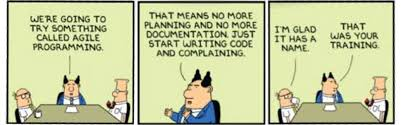 WE'RE GOING TO
TRY SOMETHING
CALLED AGILE
PROGRAMMING.
THAT MEANS NO MORE
PLANNING AND NO MORE
DOCUMENTATION. JUST
START WRITING CODE
AND COMPLAINING.
I'M GLAD
IT HAS A
NAME.
THAT
WAS YOUR
TRAINING.